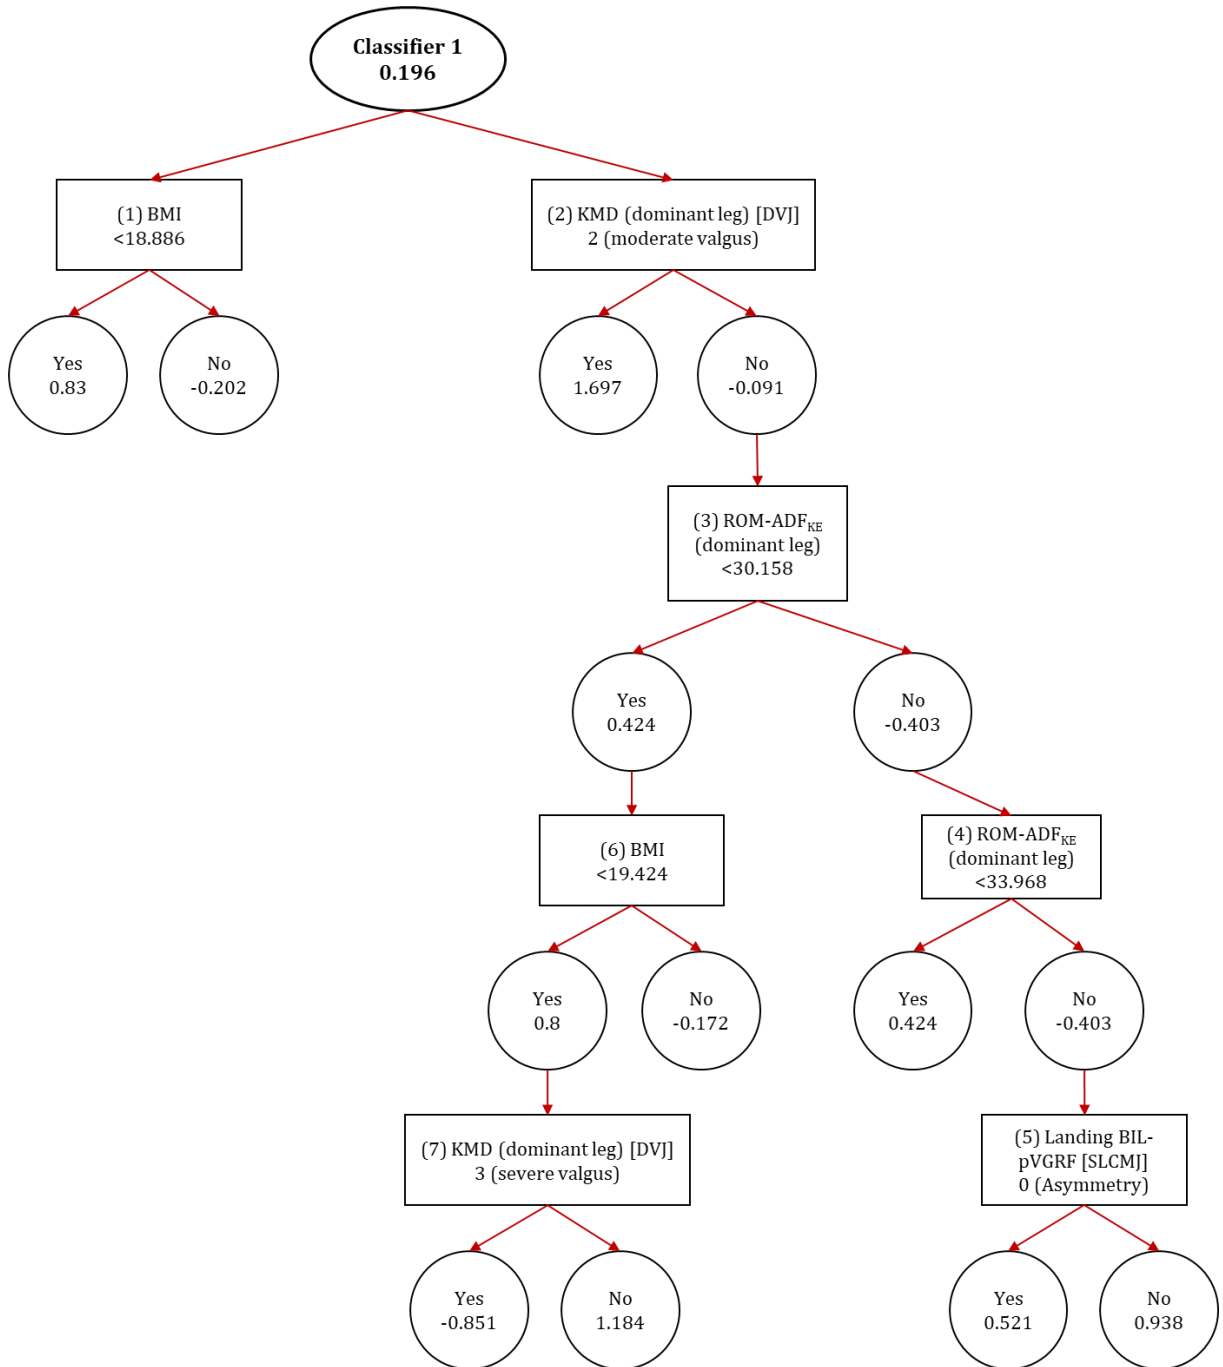 Classifier 1
0.196
(1) BMI
<18.886
(2) KMD (dominant leg) [DVJ]
2 (moderate valgus)
Yes
0.83
No
-0.202
Yes
1.697
No
-0.091
(3) ROM-ADFKE
(dominant leg)
<30.158
Yes
0.424
No
-0.403
(6) BMI
<19.424
(4) ROM-ADFKE
(dominant leg)
<33.968
Yes
0.8
No
-0.172
Yes
0.424
No
-0.403
(7) KMD (dominant leg) [DVJ]
3 (severe valgus)
(5) Landing BIL-
pVGRF [SLCMJ]
0 (Asymmetry)
Yes
-0.851
No
1.184
Yes
0.521
No
0.938